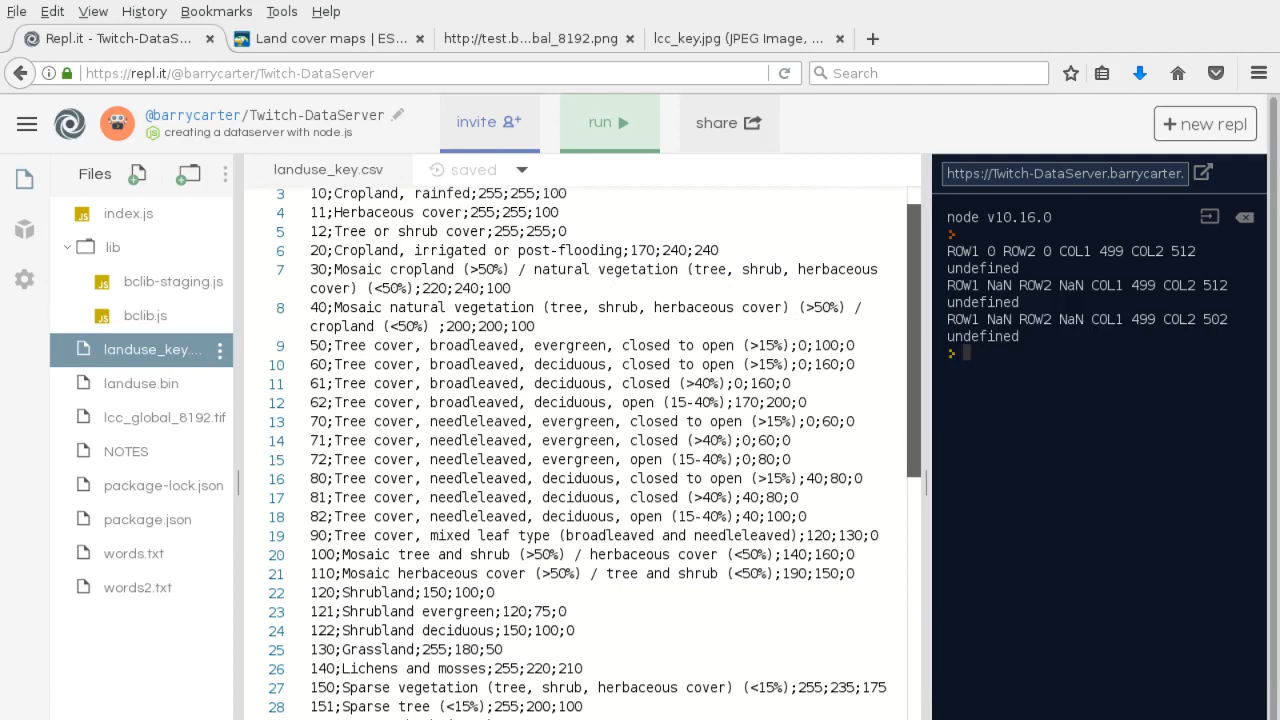 File Edit View History Bookmarks Tools Help
Repl.it - Twitch-DataS...
Land cover maps | ES...
http://test.b...bal_8192.png
lcc_key.jpg (JPEG Image, ...
https://repl.it/@barrycarter/Twitch-DataServer
Search
@barrycarter/Twitch-DataServer
creating a dataserver with node.js
invite
run
share
+ new repl
Files
index.js
lib
bclib-staging.js
bclib.js
landuse_key....
landuse.bin
lcc_global_8192.tif
NOTES
package-lock.json
package.json
words.txt
words2.txt
landuse_key.csv
saved
3 10;Cropland, rainfed;255;255;100
4 11;Herbaceous cover;255;255;100
5 12;Tree or shrub cover;255;255;0
6 20;Cropland, irrigated or post-flooding;170;240;240
7 30;Mosaic cropland (>50%) / natural vegetation (tree, shrub, herbaceous
cover) (<50%);220;240;100
8 40;Mosaic natural vegetation (tree, shrub, herbaceous cover) (>50%) /
cropland (<50%) ;200;200;100
9 50;Tree cover, broadleaved, evergreen, closed to open (>15%);0;100;0
10 60;Tree cover, broadleaved, deciduous, closed to open (>15%);0;160;0
11 61;Tree cover, broadleaved, deciduous, closed (>40%);0;160;0
12 62;Tree cover, broadleaved, deciduous, open (15-40%);170;200;0
13 70;Tree cover, needleleaved, evergreen, closed to open (>15%);0;60;0
14 71;Tree cover, needleleaved, evergreen, closed (>40%);0;60;0
15 72;Tree cover, needleleaved, evergreen, open (15-40%);0;80;0
16 80;Tree cover, needleleaved, deciduous, closed to open (>15%);40;80;0
17 81;Tree cover, needleleaved, deciduous, closed (>40%);40;80;0
18 82;Tree cover, needleleaved, deciduous, open (15-40%);40;100;0
19 90;Tree cover, mixed leaf type (broadleaved and needleleaved);120;130;0
20 100;Mosaic tree and shrub (>50%) / herbaceous cover (<50%);140;160;0
21 110;Mosaic herbaceous cover (>50%) / tree and shrub (<50%);190;150;0
22 120;Shrubland;150;100;0
23 121;Shrubland evergreen;120;75;0
24 122;Shrubland deciduous;150;100;0
25 130;Grassland;255;180;50
26 140;Lichens and mosses;255;220;210
27 150;Sparse vegetation (tree, shrub, herbaceous cover) (<15%);255;235;175
28 151;Sparse tree (<15%);255;200;100
https://Twitch-DataServer.barrycarter.
node v10.16.0
>
ROW1 0 ROW2 0 COL1 499 COL2 512
undefined
ROW1 NaN ROW2 NaN COL1 499 COL2 512
undefined
ROW1 NaN ROW2 NaN COL1 499 COL2 502
undefined
>